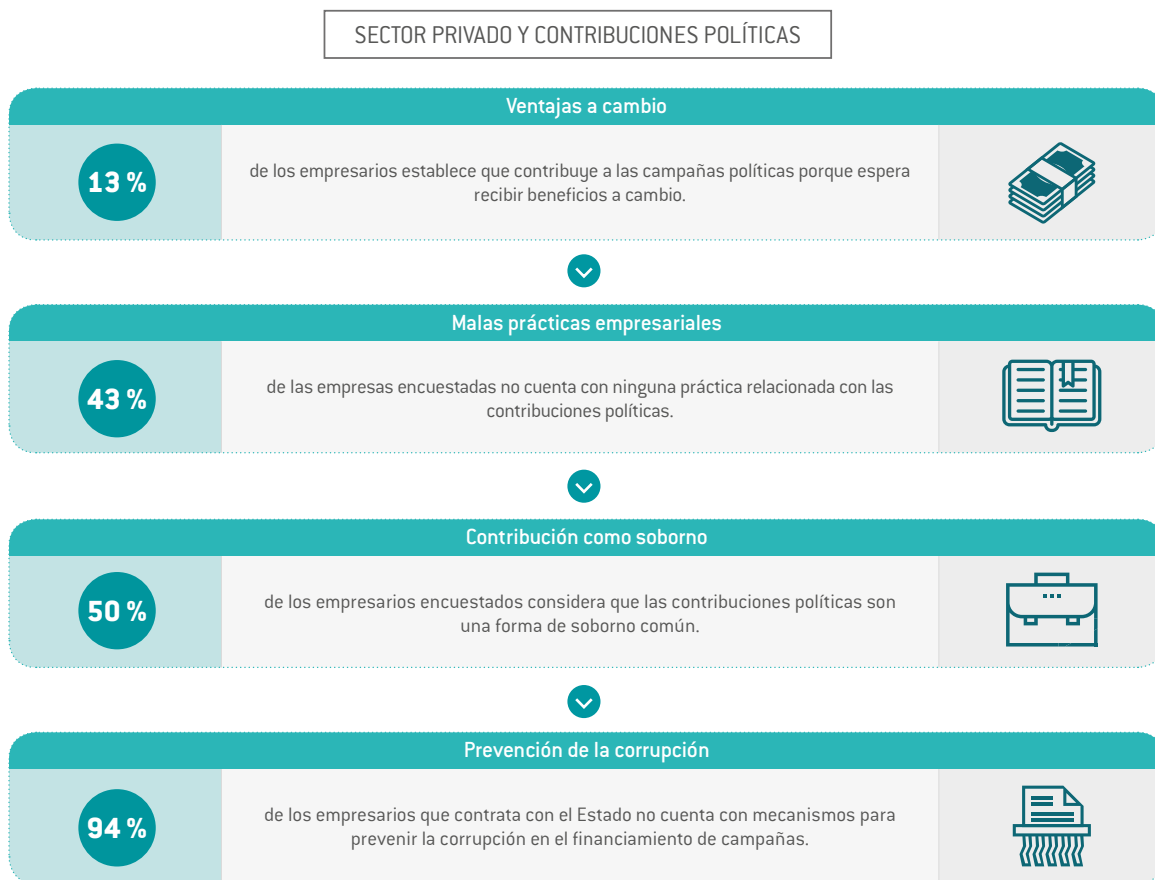 SECTOR PRIVADO Y CONTRIBUCIONES POLÍTICAS
Ventajas a cambio
13 %
de los empresarios establece que contribuye a las campañas políticas porque espera
recibir beneficios a cambio.
Malas prácticas empresariales
43 %
de las empresas encuestadas no cuenta con ninguna práctica relacionada con las
contribuciones políticas.
Contribución como soborno
50 %
de los empresarios encuestados considera que las contribuciones políticas son
una forma de soborno común.
Prevención de la corrupción
94 %
de los empresarios que contrata con el Estado no cuenta con mecanismos para
prevenir la corrupción en el financiamiento de campañas.